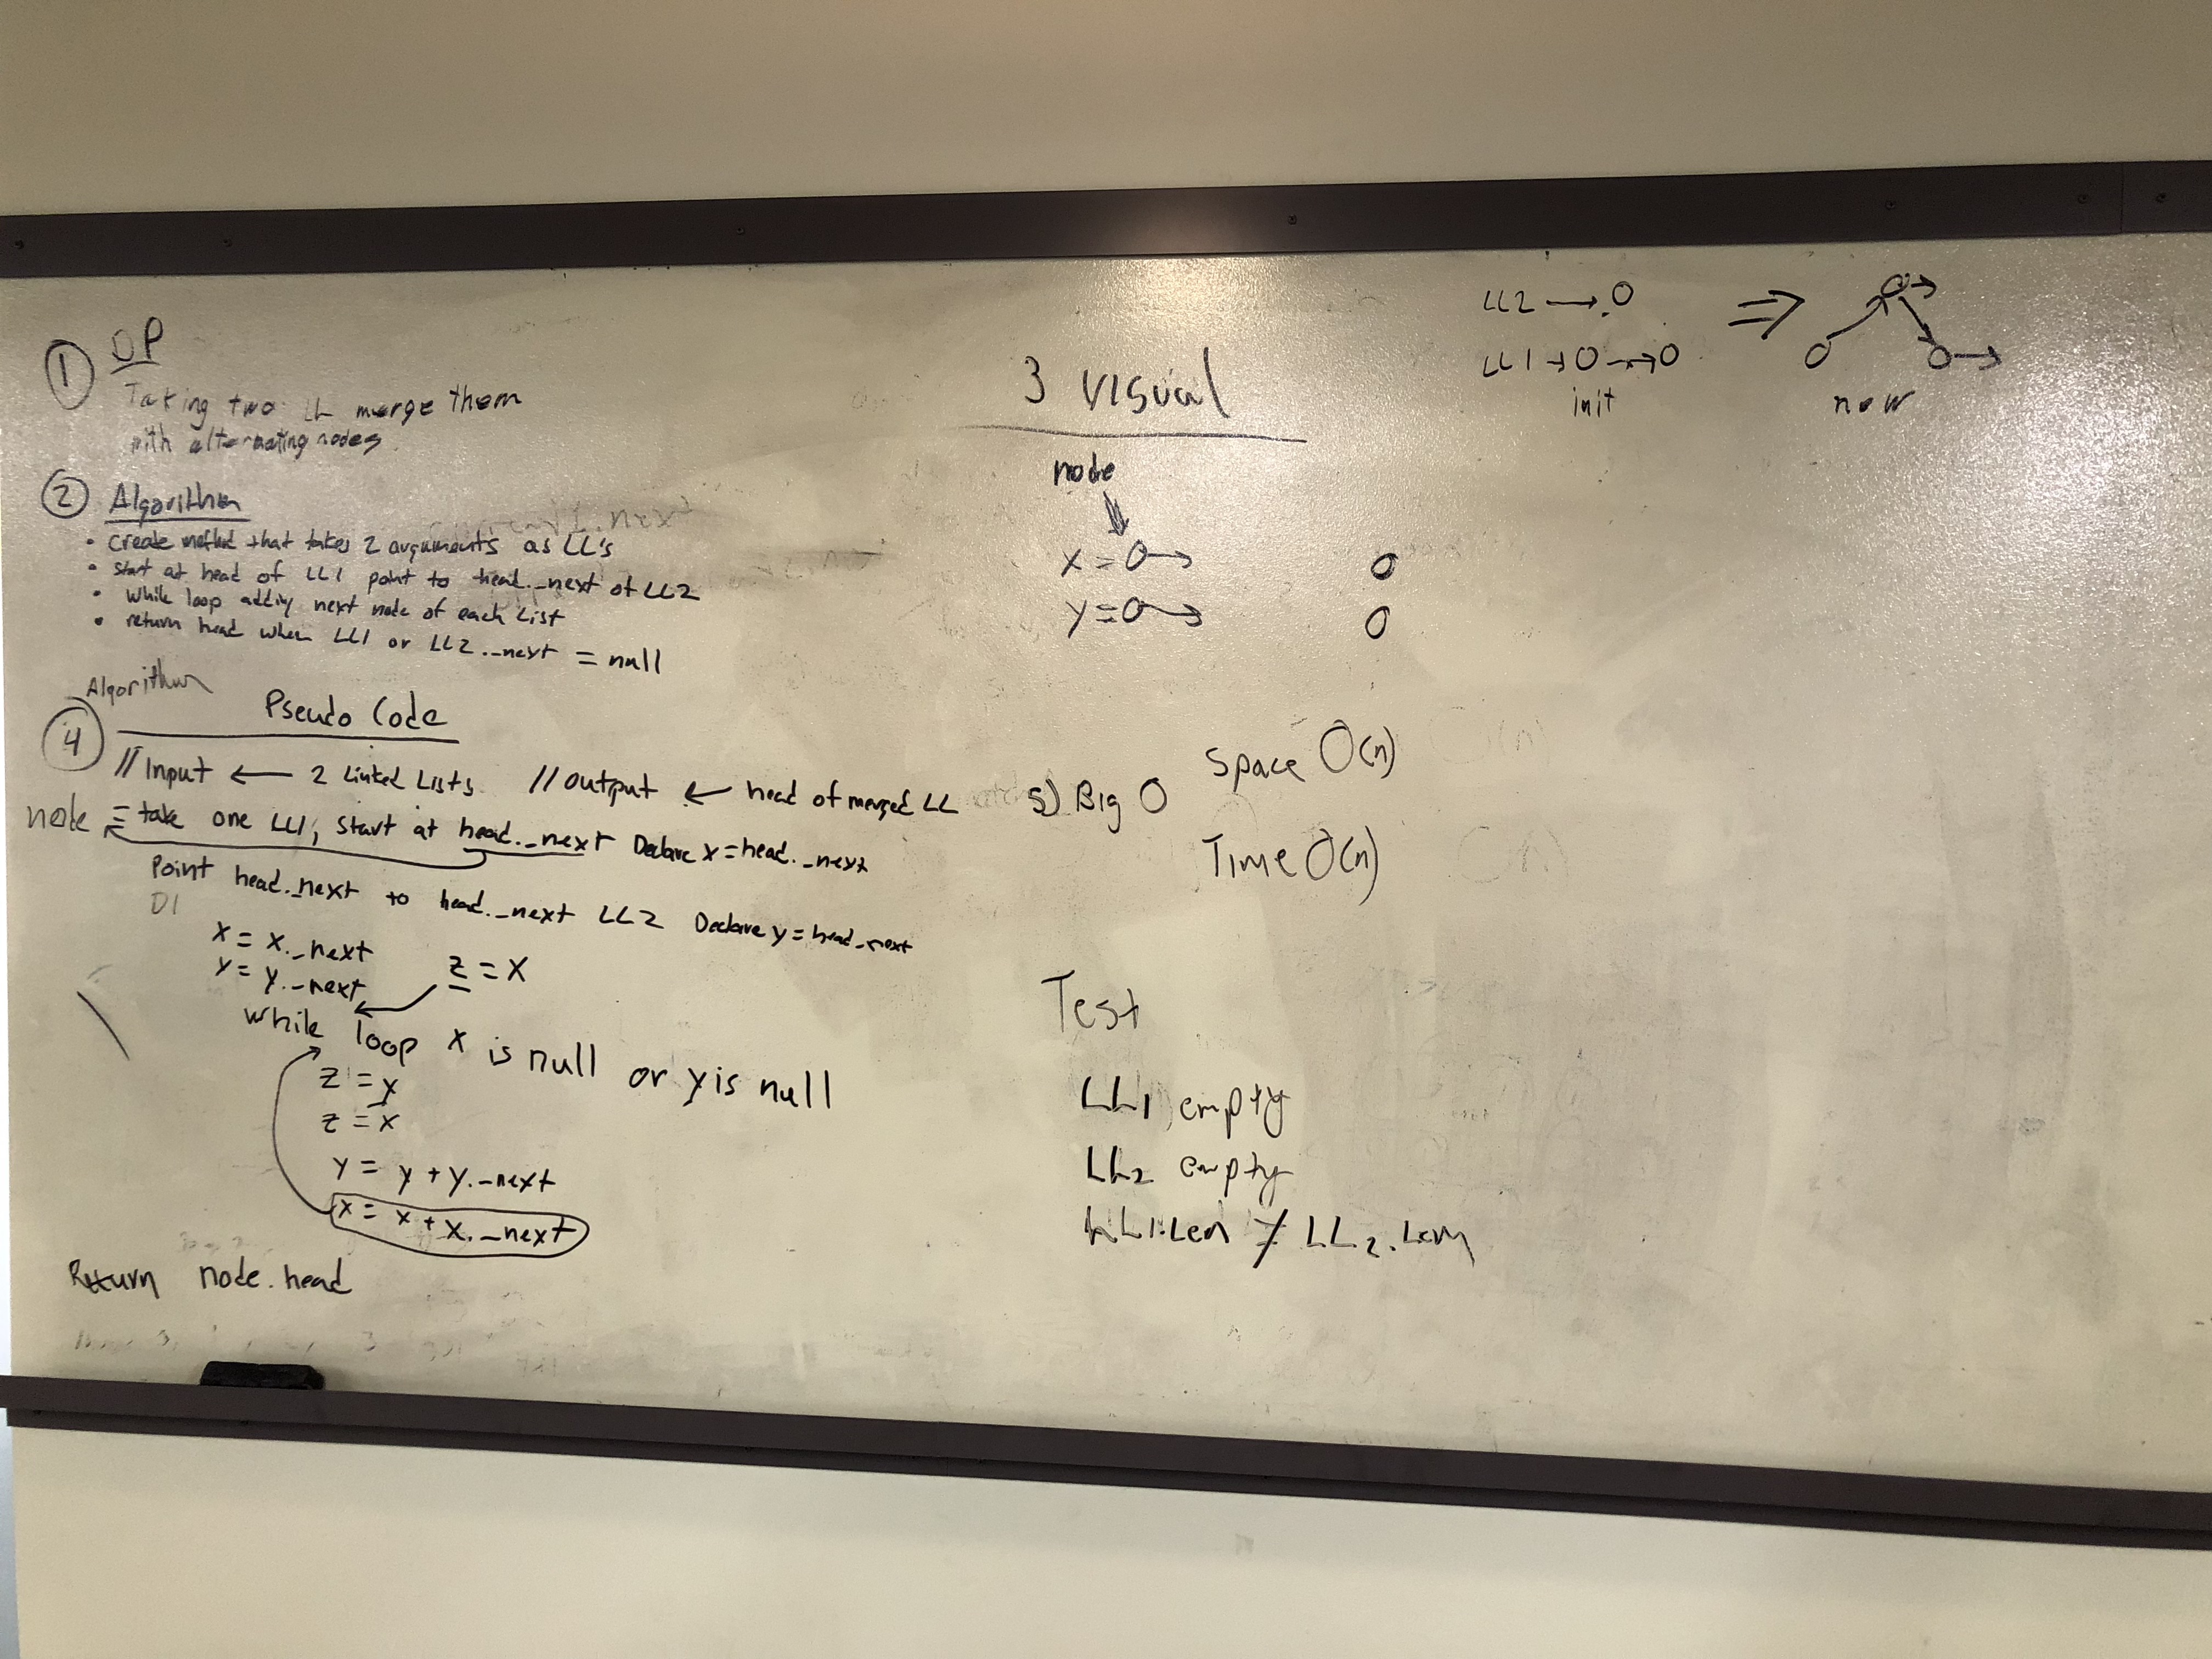 1 OP
Taking two LL merge them
with alternating nodes.
2 Algorithm
• create method that takes 2 arguments as LL's
• start at head of LL1 point to head._next of LL2
• while loop adding next node of each List
• return head when LL1 or LL2._next = null
Algorithm
4 Pseudo Code
// Input ← 2 Linked Lists // output ← head of merged LL
node = take one LL1, start at head._next Declare x = head._next
Point head._next to head._next LL2 Declare y = head._next
D1
x = x._next
y = y._next
z = x
while loop x is null or y is null
z = y
z = x
y = y + y._next
x = x + x._next
Return node.head
3 Visual
node
x = O→ O
y = O→ O
LL2 → O
LL1 → O → O
init
⇒
new
5) Big O
Space O(n)
Time O(n)
Test
LL1 empty
LL2 empty
LL1.Len ≠ LL2.Len